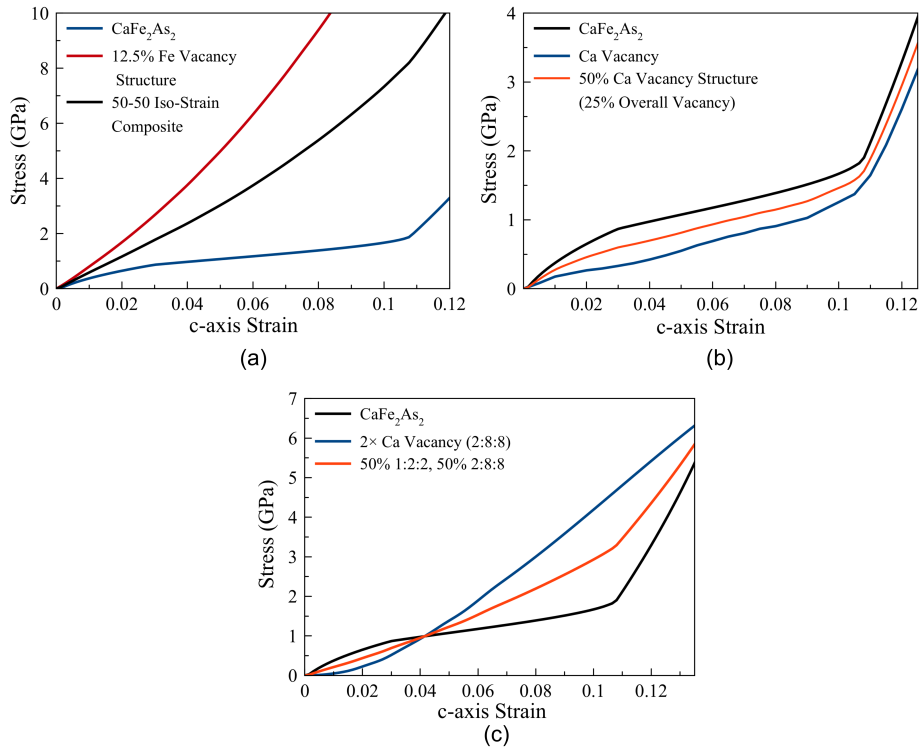 10
8
6
4
2
0
Stress (GPa)
CaFe₂As₂
12.5% Fe Vacancy
Structure
50-50 Iso-Strain
Composite
0
0.02
0.04
0.06
0.08
0.10
0.12
c-axis Strain
(a)
4
3
2
1
0
Stress (GPa)
CaFe₂As₂
Ca Vacancy
50% Ca Vacancy Structure
(25% Overall Vacancy)
0.02
0.04
0.06
0.08
0.1
0.12
c-axis Strain
(b)
7
6
5
4
3
2
1
0
Stress (GPa)
CaFe₂As₂
2× Ca Vacancy (2:8:8)
50% 1:2:2, 50% 2:8:8
0
0.02
0.04
0.06
0.08
0.1
0.12
c-axis Strain
(c)